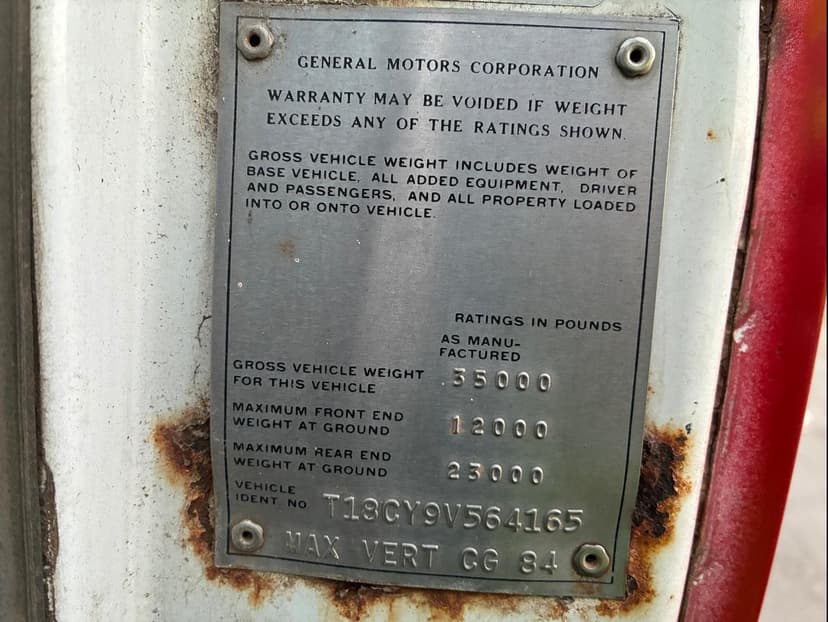 GENERAL MOTORS CORPORATION
WARRANTY MAY BE VOIDED IF WEIGHT
EXCEEDS ANY OF THE RATINGS SHOWN.
GROSS VEHICLE WEIGHT INCLUDES WEIGHT OF
BASE VEHICLE, ALL ADDED EQUIPMENT, DRIVER
AND PASSENGERS, AND ALL PROPERTY LOADED
INTO OR ONTO VEHICLE.
RATINGS IN POUNDS
AS MANU-
FACTURED
GROSS VEHICLE WEIGHT
FOR THIS VEHICLE 35000
MAXIMUM FRONT END
WEIGHT AT GROUND 12000
MAXIMUM REAR END
WEIGHT AT GROUND 23000
VEHICLE
IDENT. NO. T18CY9V564165
MAX VERT CG 84